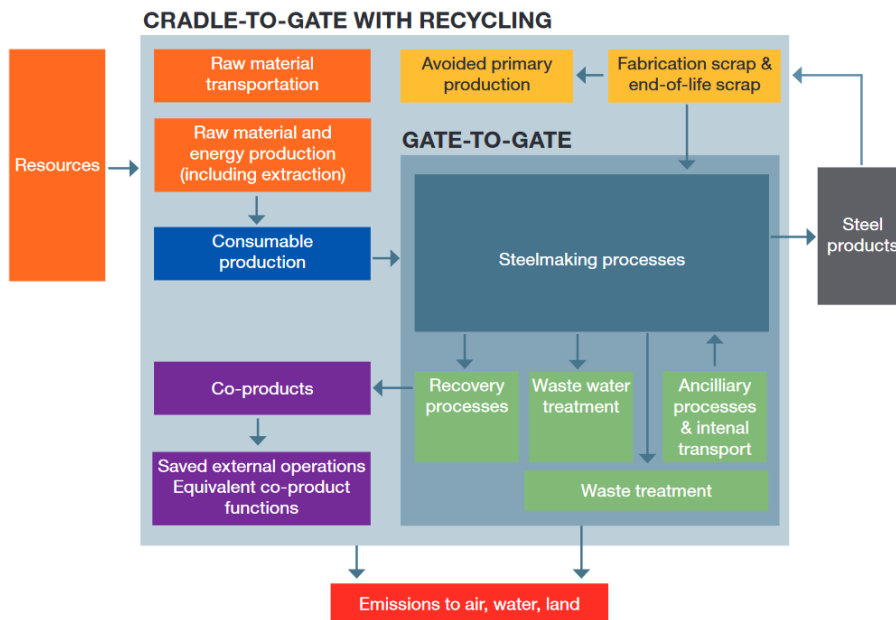 CRADLE-TO-GATE WITH RECYCLING
Resources
Raw material
transportation
Raw material and
energy production
(including extraction)
Consumable
production
Avoided primary
production
Fabrication scrap &
end-of-life scrap
GATE-TO-GATE
Steelmaking processes
Steel
products
Co-products
Recovery
processes
Waste water
treatment
Ancilliary
processes
& intenal
transport
Saved external operations
Equivalent co-product
functions
Waste treatment
Emissions to air, water, land